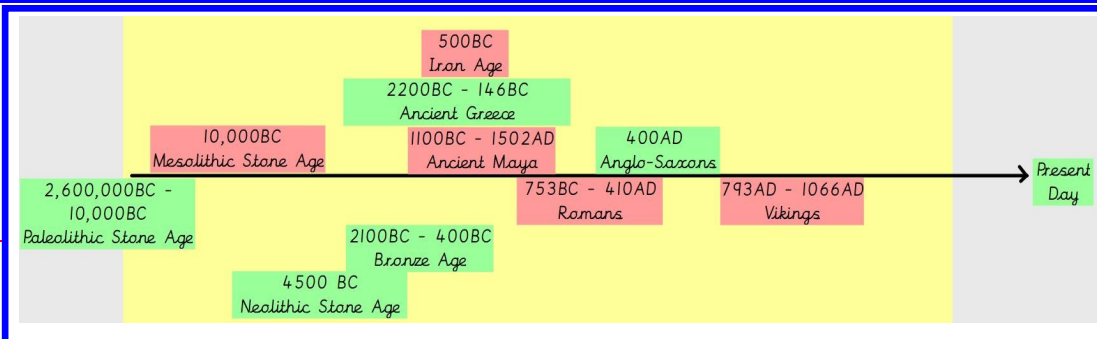 500BC
Iron Age
2200BC - 146BC
Ancient Greece
10,000BC
Mesolithic Stone Age
1100BC - 1502AD
Ancient Maya
400AD
Anglo-Saxons
Present
Day
2,600,000BC -
10,000BC
Paleolithic Stone Age
753BC - 410AD
Romans
793AD - 1066AD
Vikings
2100BC - 400BC
Bronze Age
4500 BC
Neolithic Stone Age